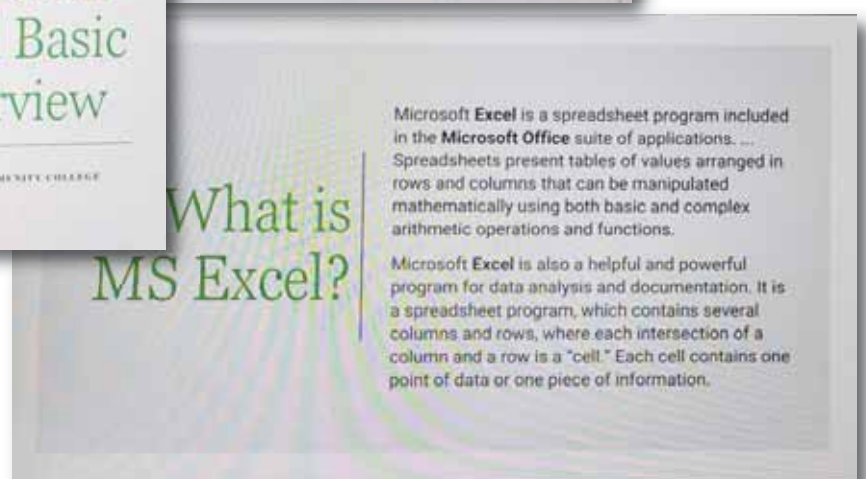 Basic
view
COLLEGE
What is
MS Excel?
Microsoft Excel is a spreadsheet program included
in the Microsoft Office suite of applications. ...
Spreadsheets present tables of values arranged in
rows and columns that can be manipulated
mathematically using both basic and complex
arithmetic operations and functions.
Microsoft Excel is also a helpful and powerful
program for data analysis and documentation. It is
a spreadsheet program, which contains several
columns and rows, where each intersection of a
column and a row is a "cell." Each cell contains one
point of data or one piece of information.